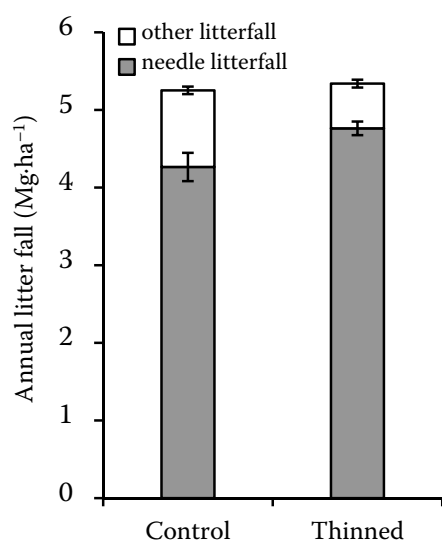 other litterfall
needle litterfall
Annual litter fall (Mg·ha⁻¹)
6
5
4
3
2
1
0
Control Thinned